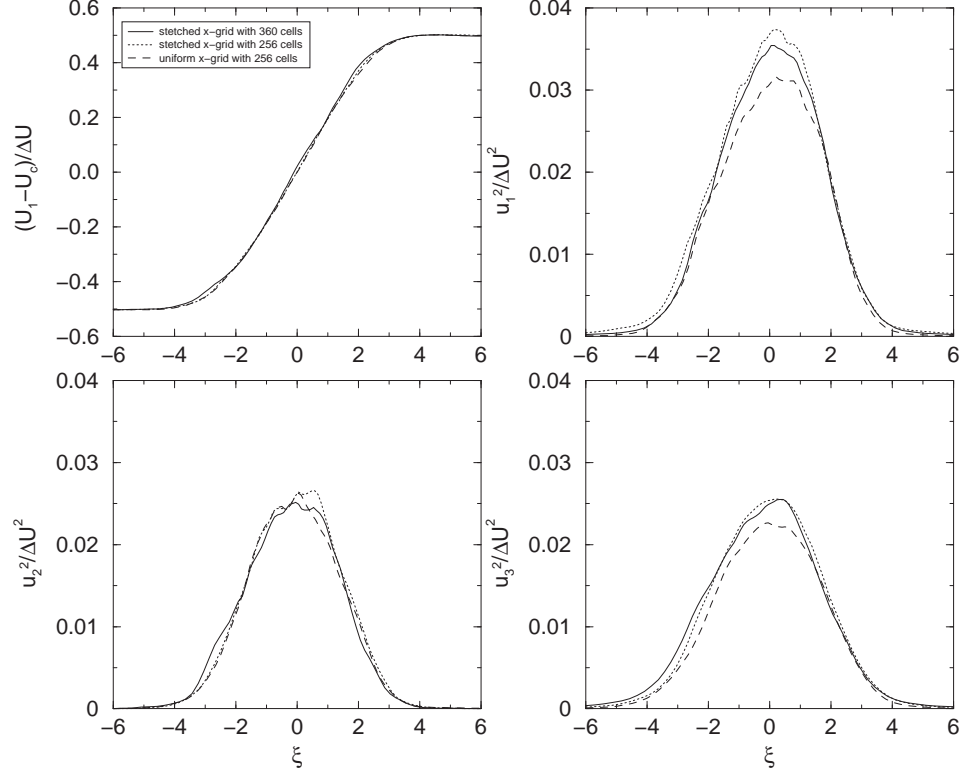 0.6
0.4
0.2
0.0
−0.2
−0.4
−0.6
(U₁−U_c)/ΔU
stetched x−grid with 360 cells
stetched x−grid with 256 cells
uniform x−grid with 256 cells
−6 −4 −2 0 2 4 6
0.04
0.03
0.02
0.01
0
u₁²/ΔU²
−6 −4 −2 0 2 4 6
0.04
0.03
0.02
0.01
0
u₂²/ΔU²
−6 −4 −2 0 2 4 6
ξ
0.04
0.03
0.02
0.01
0
u₃²/ΔU²
−6 −4 −2 0 2 4 6
ξ